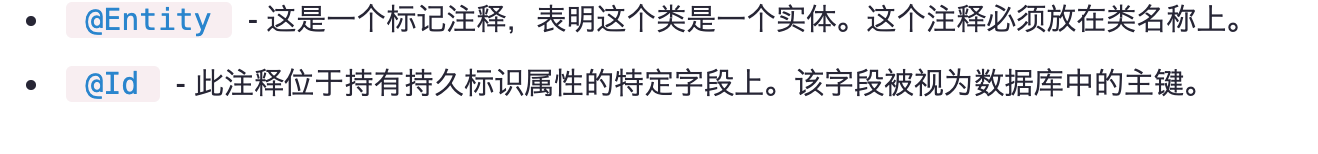 • @Entity - 这是一个标记注释，表明这个类是一个实体。这个注释必须放在类名称上。
• @Id - 此注释位于持有持久标识属性的特定字段上。该字段被视为数据库中的主键。